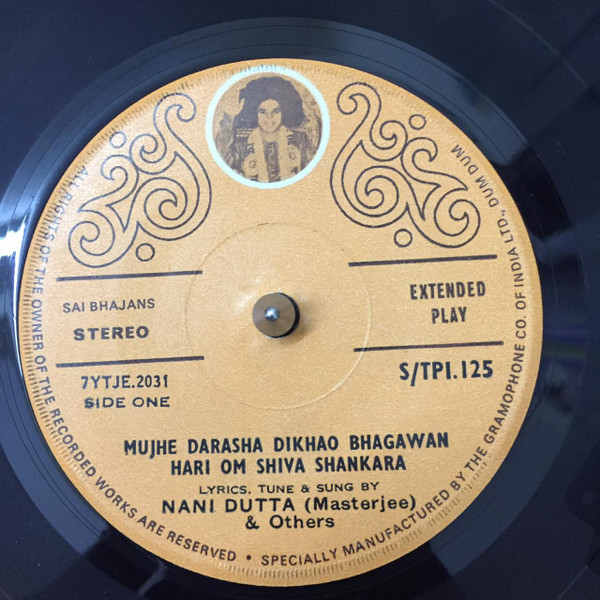 SAI BHAJANS
STEREO
7YTJE.2031
SIDE ONE
EXTENDED
PLAY
S/TPI.125
MUJHE DARASHA DIKHAO BHAGAWAN
HARI OM SHIVA SHANKARA
LYRICS, TUNE & SUNG BY
NANI DUTTA (Masterjee)
& Others
ALL RIGHTS OF THE OWNER OF THE RECORDED WORKS ARE RESERVED • SPECIALLY MANUFACTURED BY THE GRAMOPHONE CO. OF INDIA LTD., DUM DUM